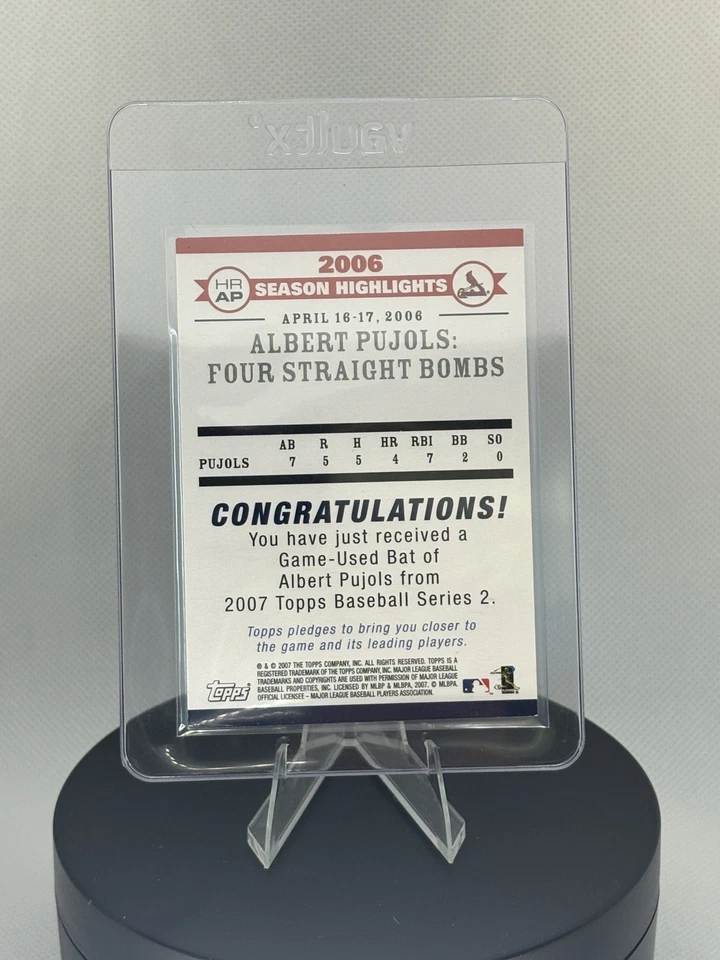 vaulTX®
2006
HR
AP
SEASON HIGHLIGHTS
APRIL 16-17, 2006
ALBERT PUJOLS:
FOUR STRAIGHT BOMBS
AB R H HR RBI BB SO
PUJOLS 7 5 5 4 7 2 0
CONGRATULATIONS!
You have just received a
Game-Used Bat of
Albert Pujols from
2007 Topps Baseball Series 2.
Topps pledges to bring you closer to
the game and its leading players.
® & © 2007 THE TOPPS COMPANY, INC. ALL RIGHTS RESERVED. TOPPS IS A
REGISTERED TRADEMARK OF THE TOPPS COMPANY, INC. MAJOR LEAGUE BASEBALL
TRADEMARKS AND COPYRIGHTS ARE USED WITH PERMISSION OF MAJOR LEAGUE
BASEBALL PROPERTIES, INC. LICENSED BY MLBP & MLBPA, 2007. © MLBPA.
OFFICIAL LICENSEE – MAJOR LEAGUE BASEBALL PLAYERS ASSOCIATION.
Topps